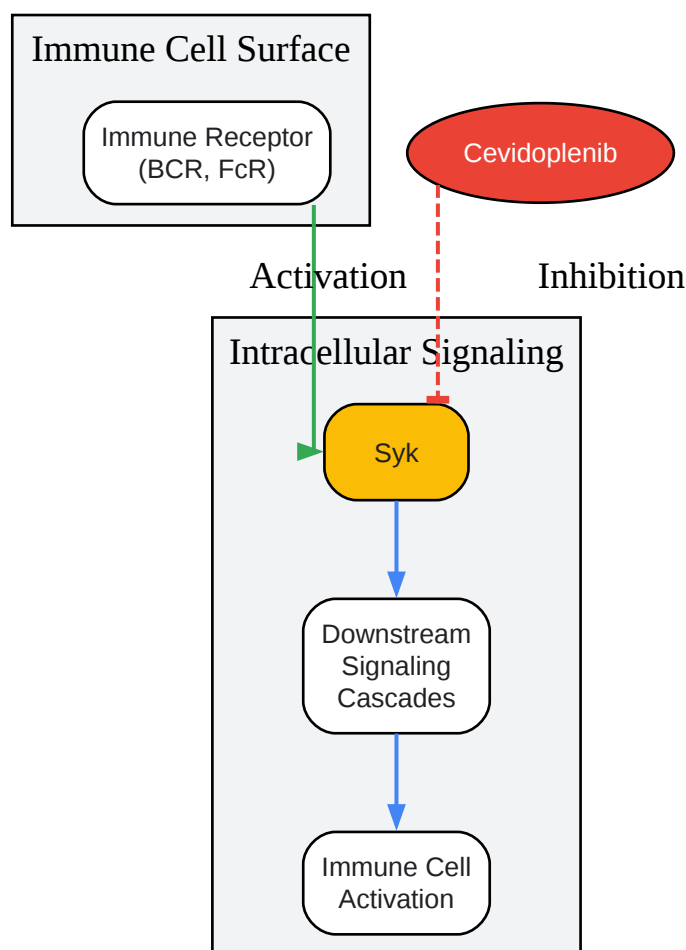 Immune Cell Surface
Immune Receptor
(BCR, FcR)
Cevidoplenib
Activation
Inhibition
Intracellular Signaling
Syk
Downstream
Signaling
Cascades
Immune Cell
Activation